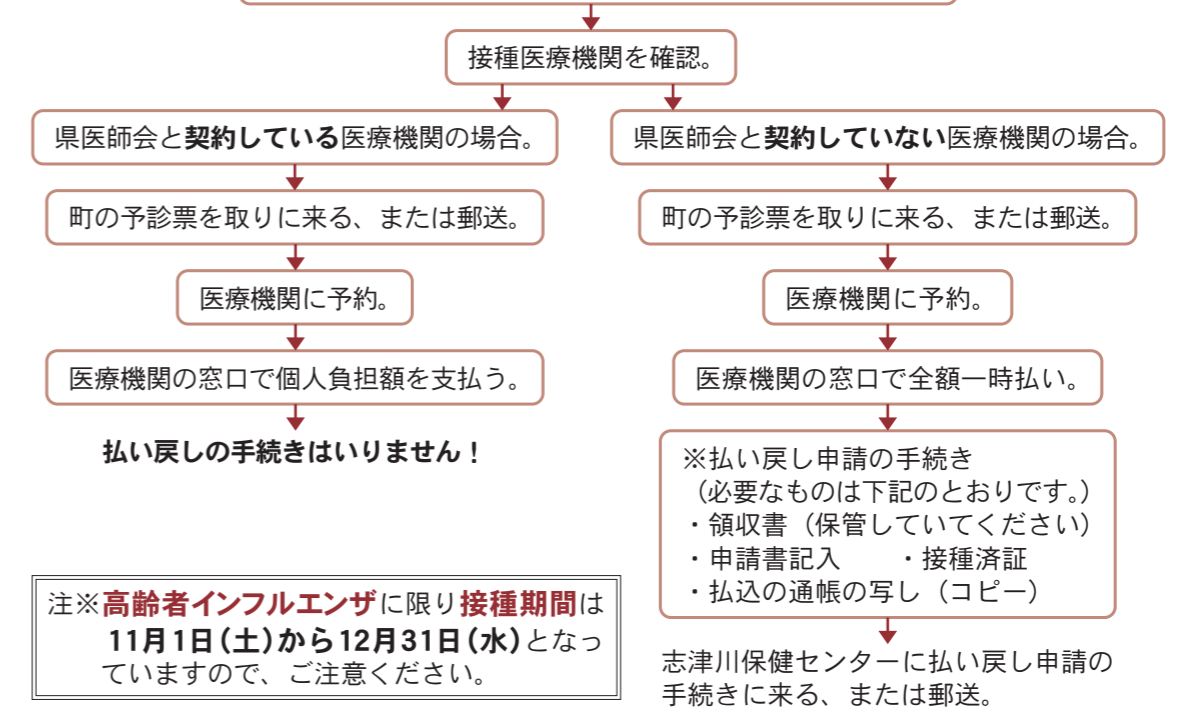 接種医療機関を確認。
県医師会と契約している医療機関の場合。
町の予診票を取りに来る、または郵送。
医療機関に予約。
医療機関の窓口で個人負担額を支払う。
払い戻しの手続きはいりません！
県医師会と契約していない医療機関の場合。
町の予診票を取りに来る、または郵送。
医療機関に予約。
医療機関の窓口で全額一時払い。
※払い戻し申請の手続き
（必要なものは下記のとおりです。）
・領収書（保管していてください）
・申請書記入　　・接種済証
・払込の通帳の写し（コピー）
志津川保健センターに払い戻し申請の
手続きに来る、または郵送。
注※高齢者インフルエンザに限り接種期間は
11月1日（土）から12月31日（水）となっ
ていますので、ご注意ください。